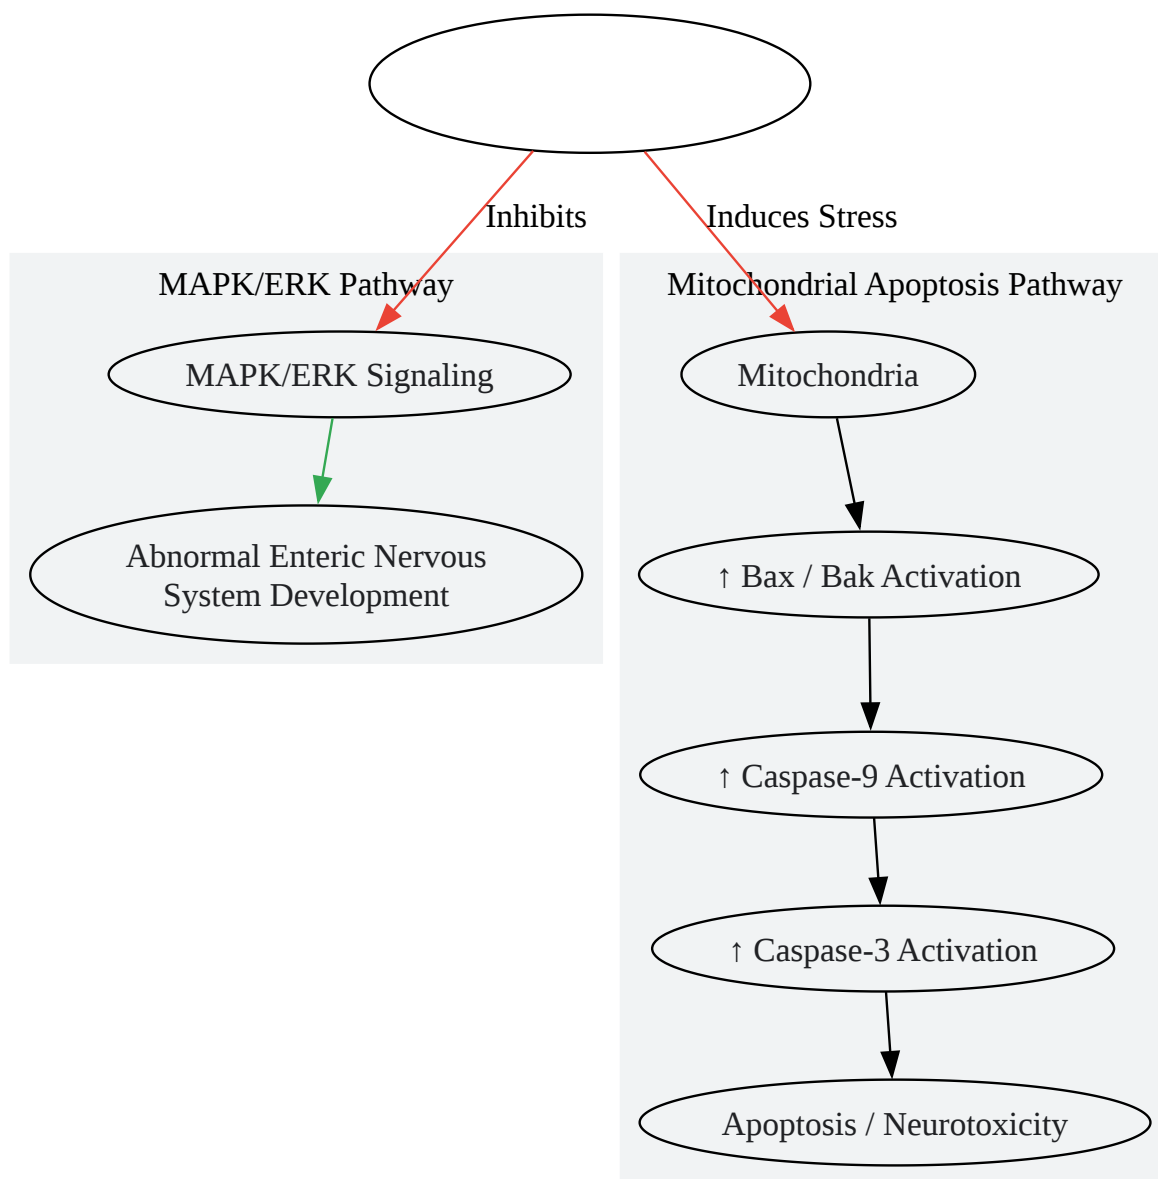 Inhibits
Induces Stress
MAPK/ERK Pathway
MAPK/ERK Signaling
Abnormal Enteric Nervous
System Development
Mitochondrial Apoptosis Pathway
Mitochondria
↑ Bax / Bak Activation
↑ Caspase-9 Activation
↑ Caspase-3 Activation
Apoptosis / Neurotoxicity